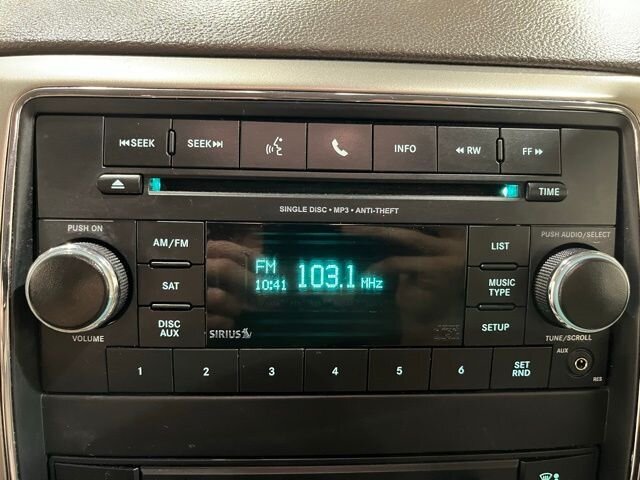 ⏮SEEK SEEK⏭ INFO ◀◀ RW FF ▶▶
TIME
SINGLE DISC • MP3 • ANTI-THEFT
PUSH ON
VOLUME
AM/FM
SAT
DISC AUX
FM
10:41 103.1 MHz
SIRIUS
LIST
MUSIC TYPE
SETUP
PUSH AUDIO/SELECT
TUNE/SCROLL
1 2 3 4 5 6 SET RND
AUX
RES